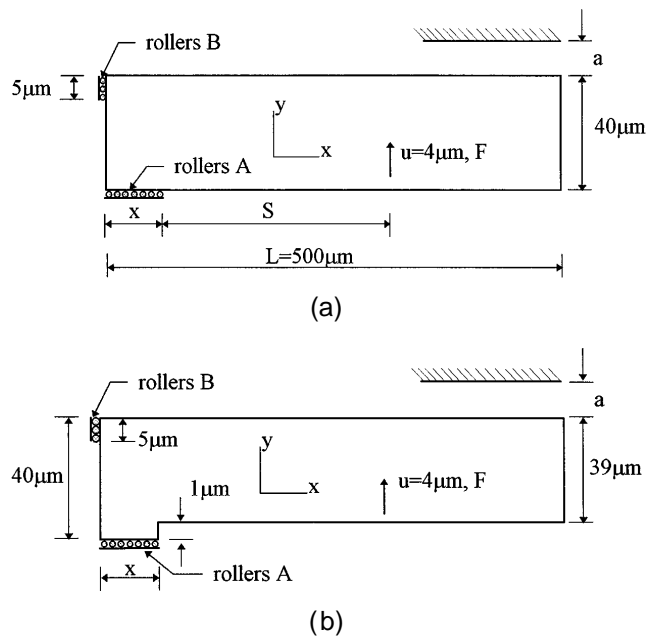 rollers B
a
5μm
y
40μm
x
u=4μm, F
rollers A
x
S
L=500μm
(a)
rollers B
a
5μm
y
40μm
39μm
1μm
x
u=4μm, F
rollers A
x
(b)